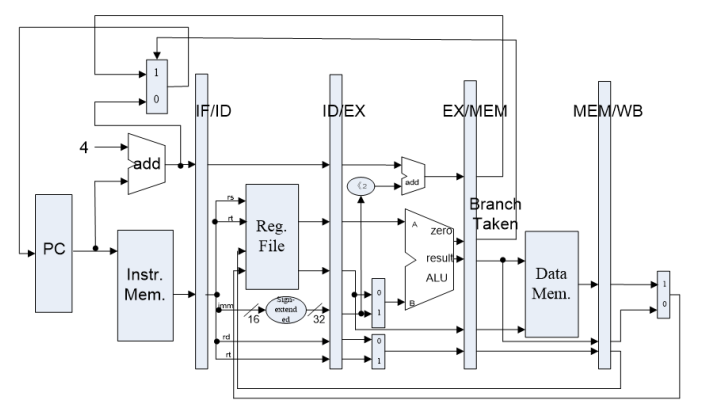 1
0
IF/ID
ID/EX
EX/MEM
MEM/WB
4
add
《2
add
rs
rt
Reg.
File
A
zero
result
ALU
B
Branch
Taken
PC
Instr.
Mem.
Data
Mem.
imm
16
Sign-
extend
ed
32
0
1
1
0
rd
rt
0
1